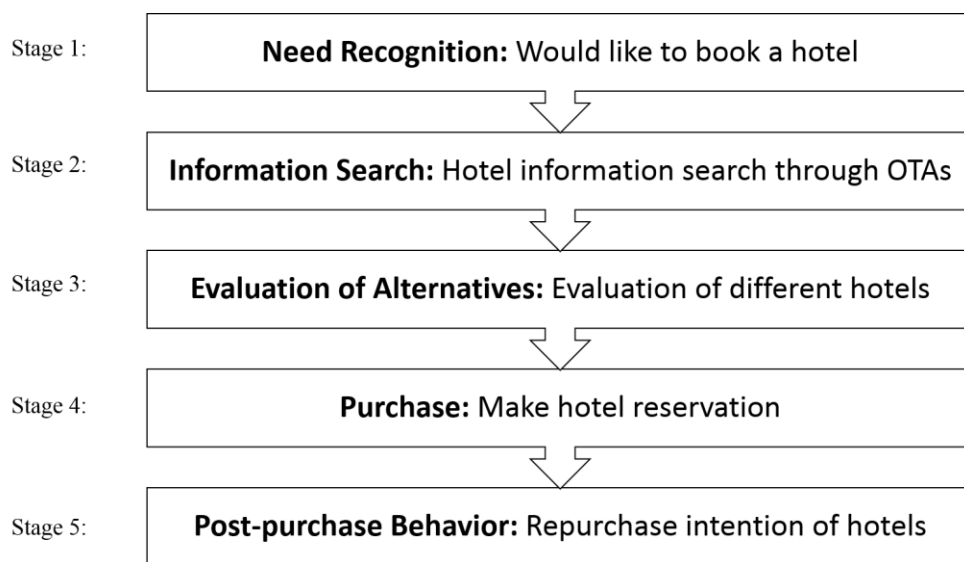 Stage 1:
Need Recognition: Would like to book a hotel
Stage 2:
Information Search: Hotel information search through OTAs
Stage 3:
Evaluation of Alternatives: Evaluation of different hotels
Stage 4:
Purchase: Make hotel reservation
Stage 5:
Post-purchase Behavior: Repurchase intention of hotels